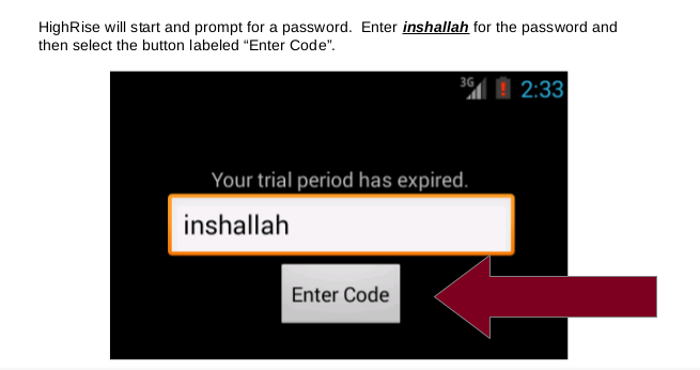 HighRise will start and prompt for a password.  Enter inshallah for the password and
then select the button labeled “Enter Code”.
3G 2:33
Your trial period has expired.
inshallah
Enter Code